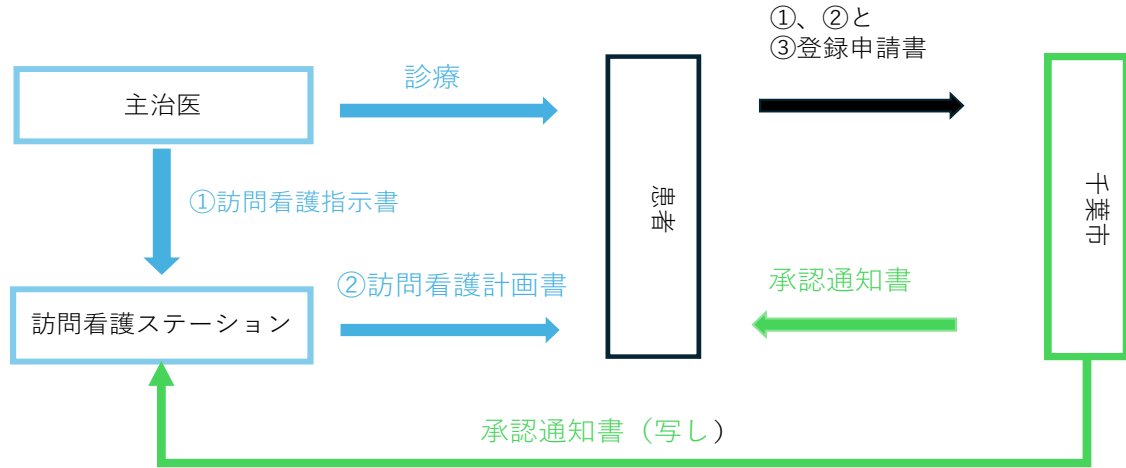 ①、②と
③登録申請書
診療
主治医
①訪問看護指示書
患者
千葉市
②訪問看護計画書
承認通知書
訪問看護ステーション
承認通知書（写し）